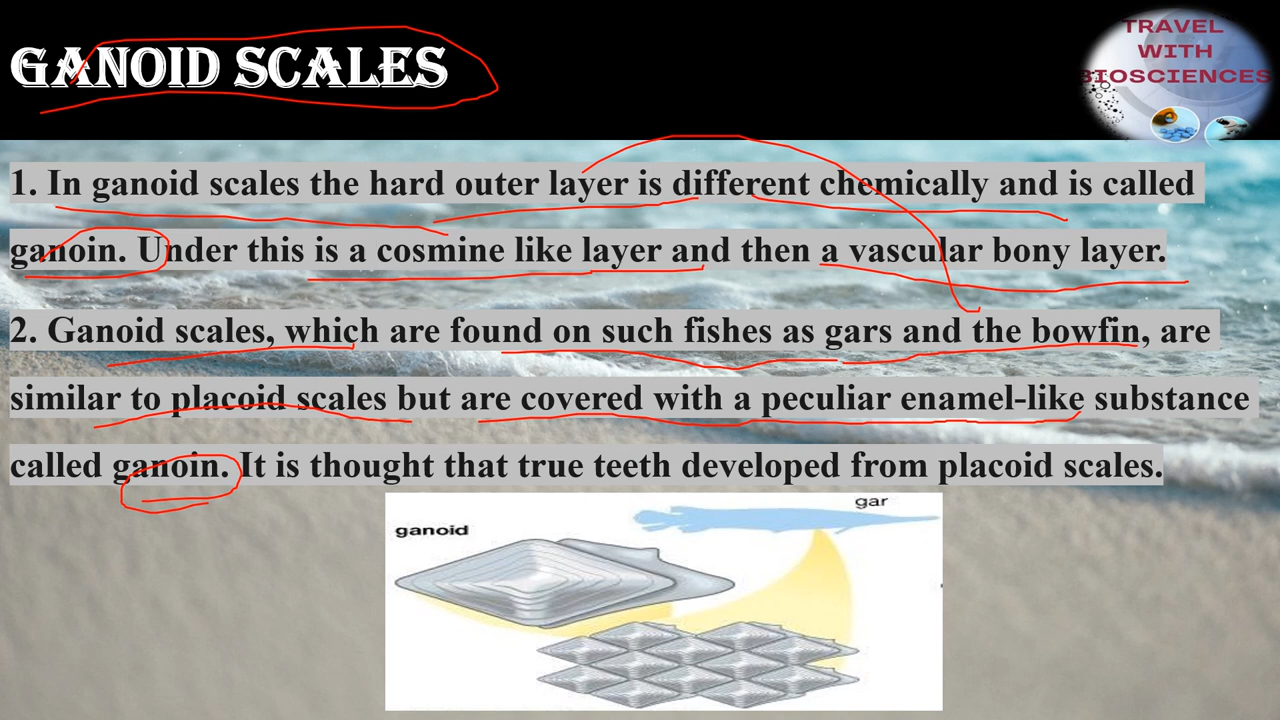 GANOID SCALES
TRAVEL
WITH
BIOSCIENCES
1. In ganoid scales the hard outer layer is different chemically and is called
ganoin. Under this is a cosmine like layer and then a vascular bony layer.
2. Ganoid scales, which are found on such fishes as gars and the bowfin, are
similar to placoid scales but are covered with a peculiar enamel-like substance
called ganoin. It is thought that true teeth developed from placoid scales.
gar
ganoid